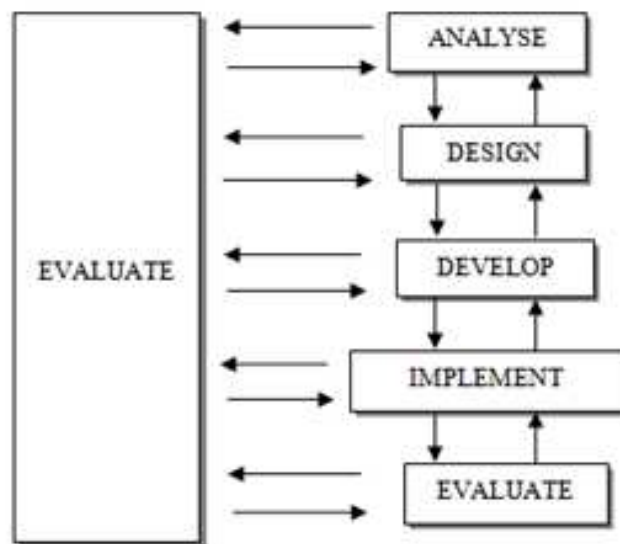 ANALYSE
DESIGN
EVALUATE
DEVELOP
IMPLEMENT
EVALUATE